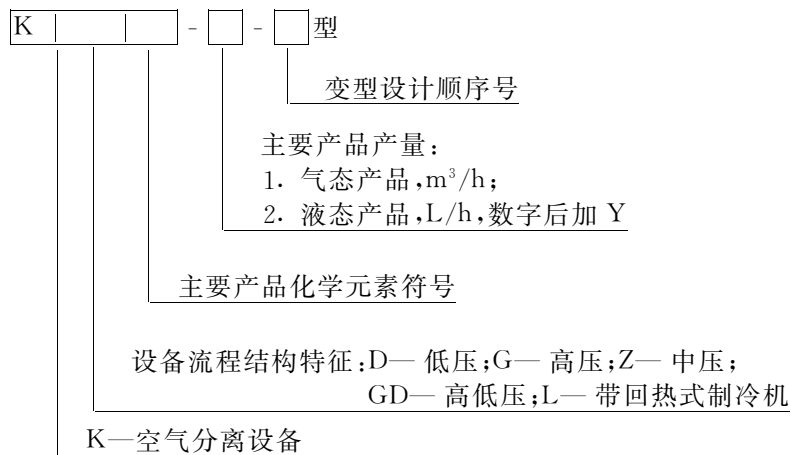 K - - 型
变型设计顺序号
主要产品产量:
1. 气态产品,m³/h;
2. 液态产品,L/h,数字后加 Y
主要产品化学元素符号
设备流程结构特征:D— 低压;G— 高压;Z— 中压;
GD— 高低压;L— 带回热式制冷机
K—空气分离设备